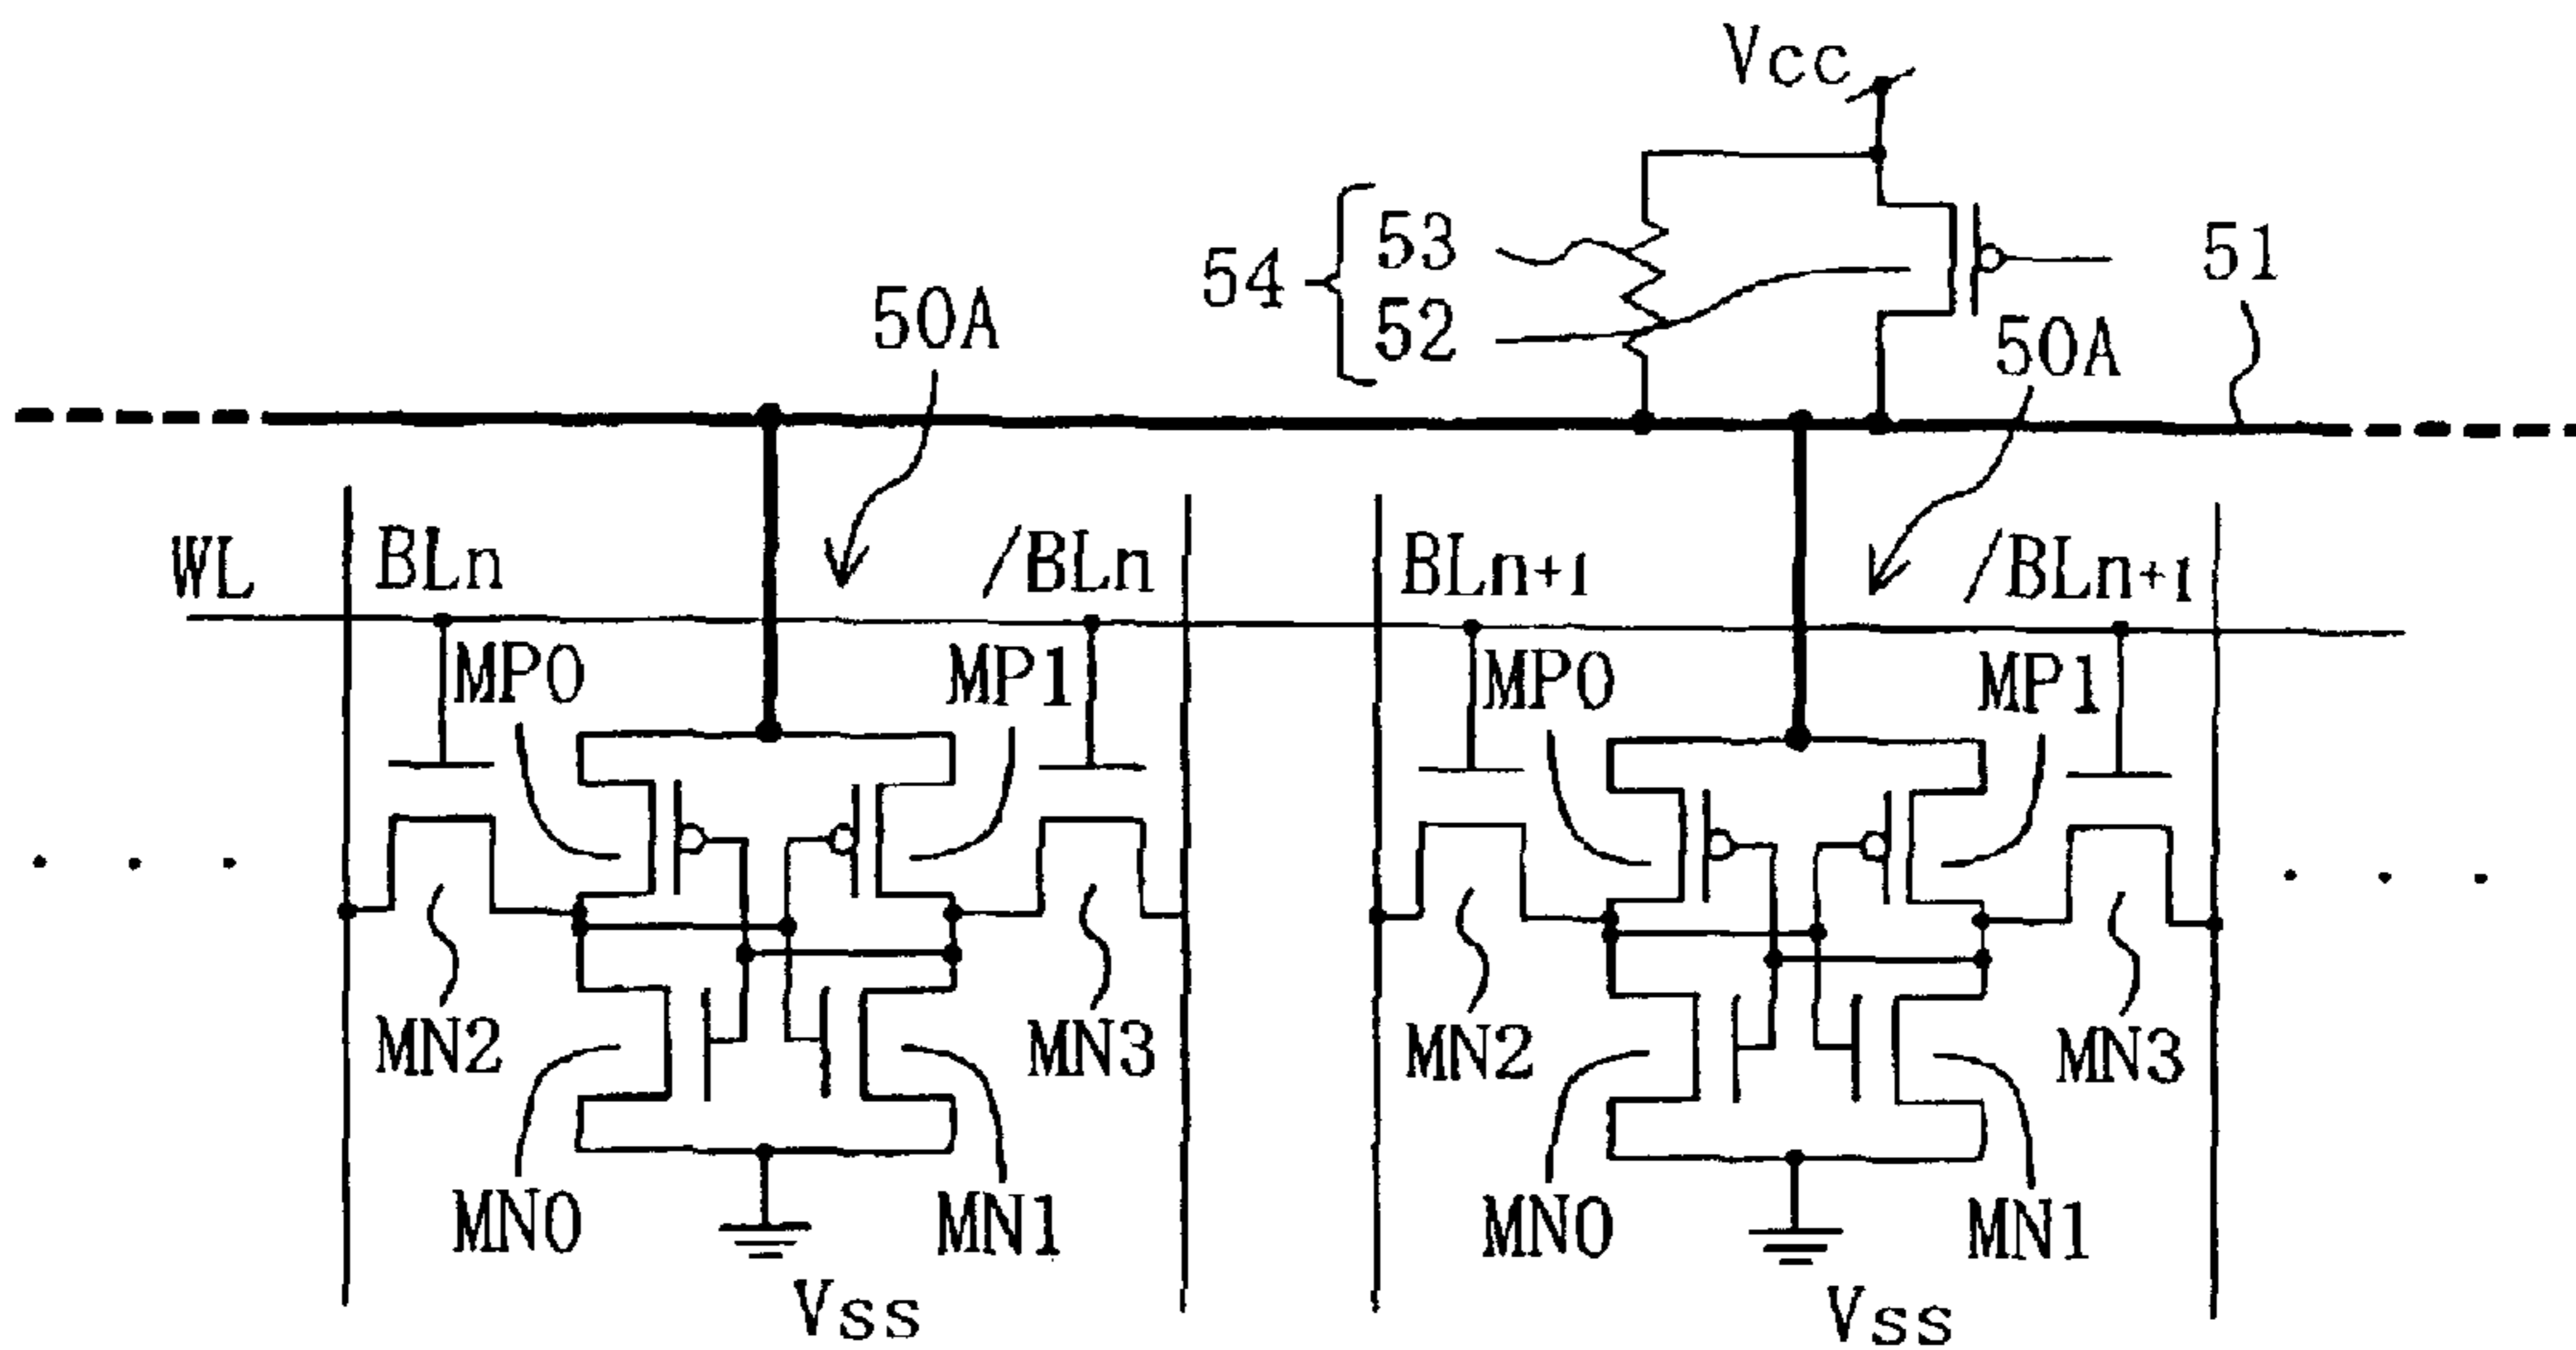 Vcc
54 { 53
52
51
50A
50A
WL
BLn
/BLn
BLn+1
/BLn+1
MP0
MP1
MP0
MP1
MN2
MN3
MN2
MN3
MN0
MN1
MN0
MN1
Vss
Vss